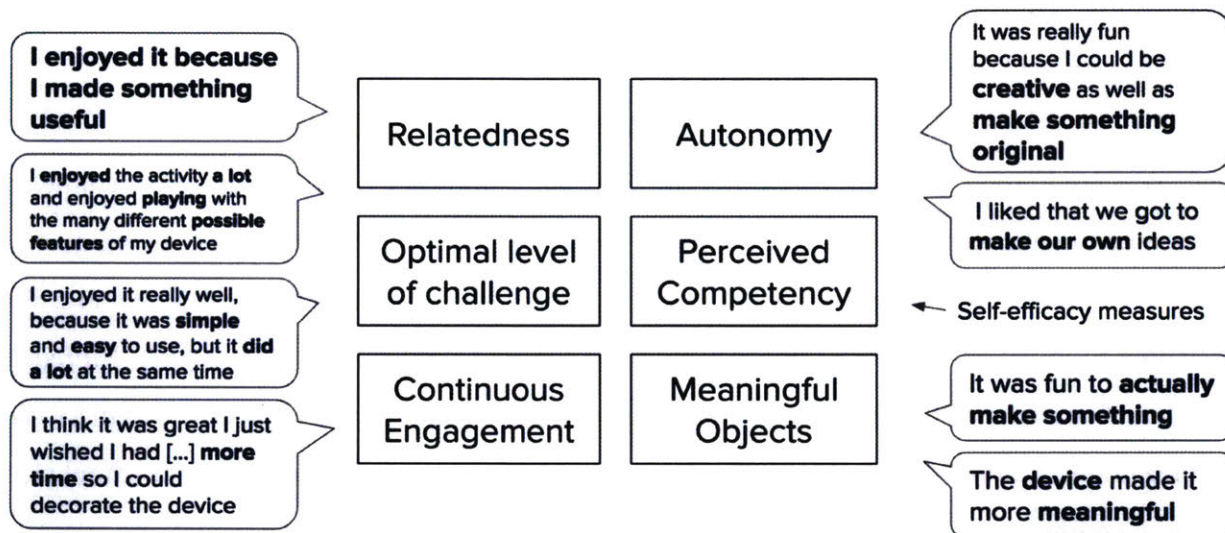 I enjoyed it because
I made something
useful
I enjoyed the activity a lot
and enjoyed playing with
the many different possible
features of my device
I enjoyed it really well,
because it was simple
and easy to use, but it did
a lot at the same time
I think it was great I just
wished I had [...] more
time so I could
decorate the device
Relatedness
Autonomy
Optimal level
of challenge
Perceived
Competency
Continuous
Engagement
Meaningful
Objects
It was really fun
because I could be
creative as well as
make something
original
I liked that we got to
make our own ideas
Self-efficacy measures
It was fun to actually
make something
The device made it
more meaningful